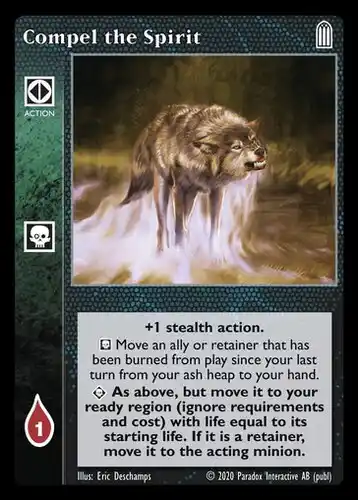 Compel the Spirit
ACTION
+1 stealth action.
Move an ally or retainer that has
been burned from play since your last
turn from your ash heap to your hand.
As above, but move it to your
ready region (ignore requirements
and cost) with life equal to its
starting life. If it is a retainer,
move it to the acting minion.
1
Illus: Eric Deschamps © 2020 Paradox Interactive AB (publ)